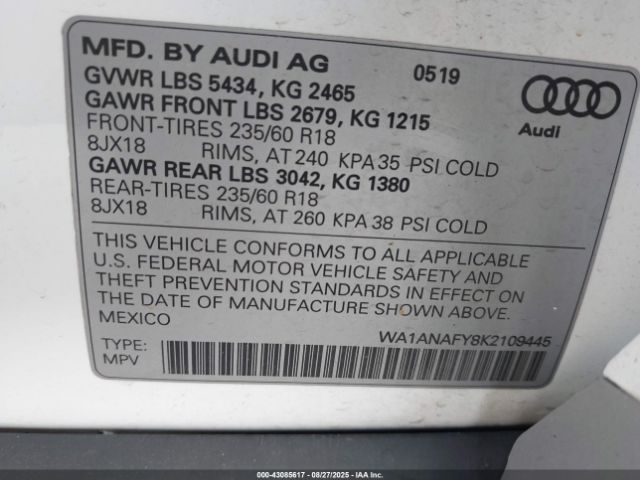 MFD. BY AUDI AG 0519
GVWR LBS 5434, KG 2465
GAWR FRONT LBS 2679, KG 1215
FRONT-TIRES 235/60 R18
8JX18 RIMS, AT 240 KPA 35 PSI COLD
GAWR REAR LBS 3042, KG 1380
REAR-TIRES 235/60 R18
8JX18 RIMS, AT 260 KPA 38 PSI COLD
Audi
THIS VEHICLE CONFORMS TO ALL APPLICABLE
U.S. FEDERAL MOTOR VEHICLE SAFETY AND
THEFT PREVENTION STANDARDS IN EFFECT ON
THE DATE OF MANUFACTURE SHOWN ABOVE.
MEXICO
WA1ANAFY8K2109445
TYPE:
MPV
000-43085617 - 08/27/2025 - IAAI.COM